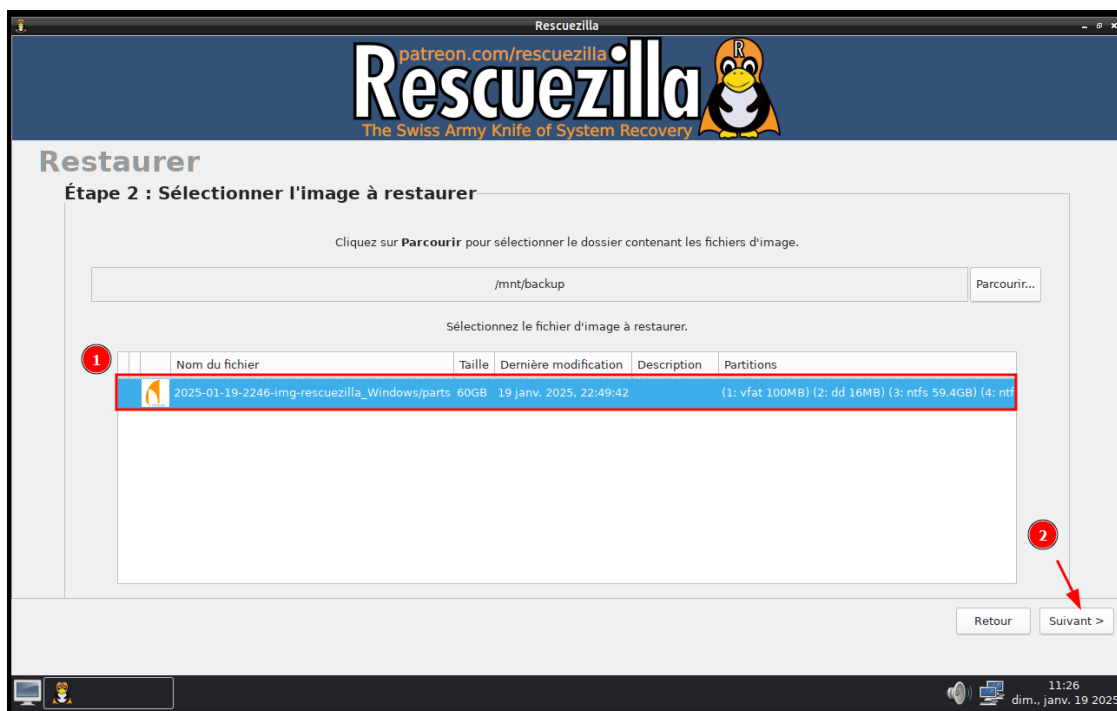 Rescuezilla
patreon.com/rescuezilla
R
Rescuezilla
The Swiss Army Knife of System Recovery
Restaurer
Étape 2 : Sélectionner l'image à restaurer
Cliquez sur Parcourir pour sélectionner le dossier contenant les fichiers d'image.
/mnt/backup Parcourir...
Sélectionnez le fichier d'image à restaurer.
1
Nom du fichier Taille Dernière modification Description Partitions
2025-01-19-2246-img-rescuezilla_Windows/parts 60GB 19 janv. 2025, 22:49:42 (1: vfat 100MB) (2: dd 16MB) (3: ntfs 59.4GB) (4: ntf
2
Retour Suivant >
11:26
dim., janv. 19 2025